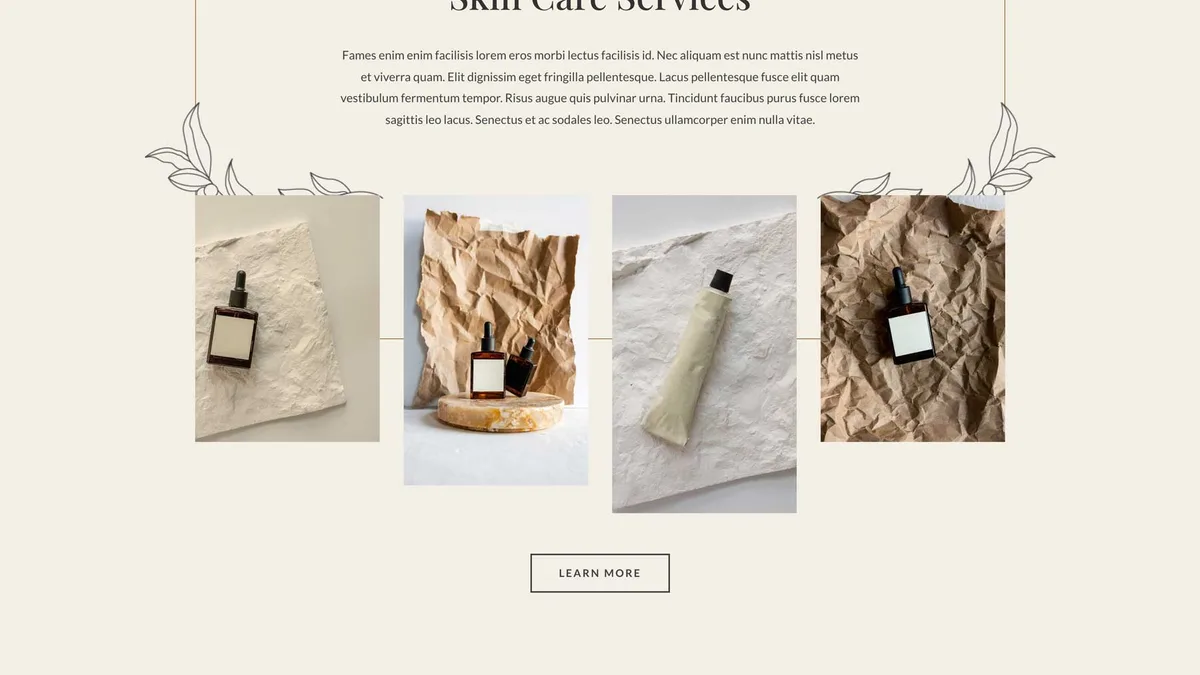 Skin Care Services
Fames enim enim facilisis lorem eros morbi lectus facilisis id. Nec aliquam est nunc mattis nisl metus
et viverra quam. Elit dignissim eget fringilla pellentesque. Lacus pellentesque fusce elit quam
vestibulum fermentum tempor. Risus augue quis pulvinar urna. Tincidunt faucibus purus fusce lorem
sagittis leo lacus. Senectus et ac sodales leo. Senectus ullamcorper enim nulla vitae.
LEARN MORE